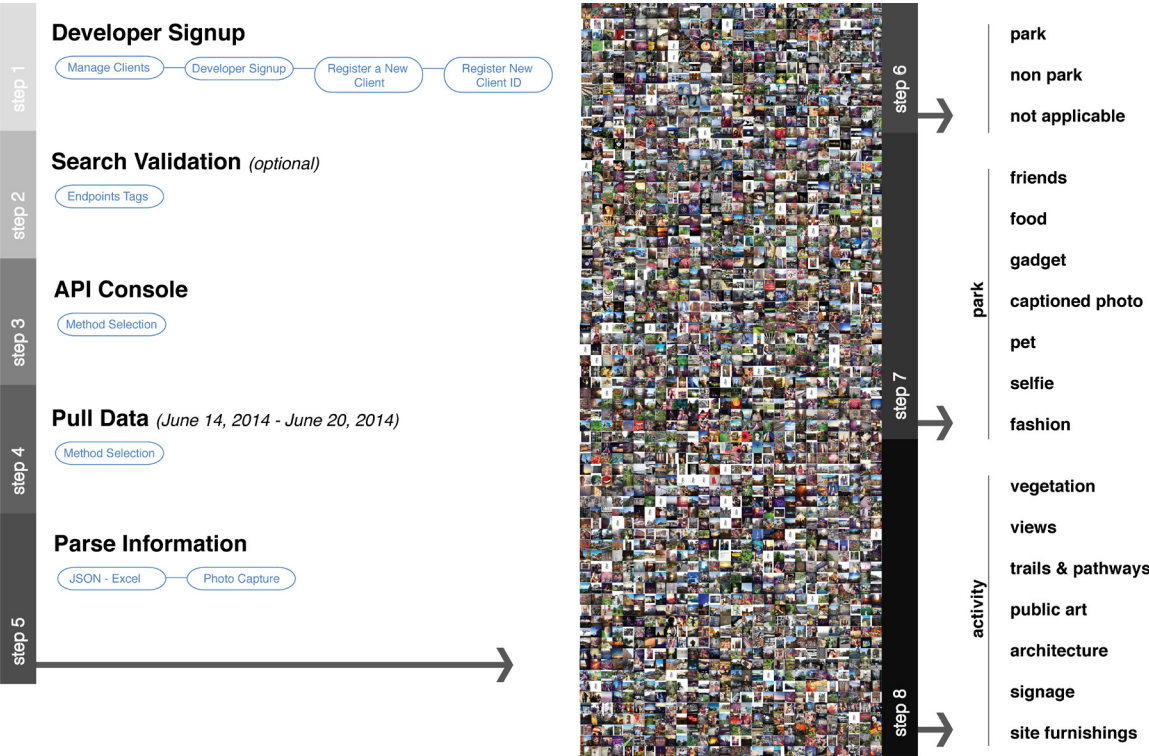 step 1
Developer Signup
Manage Clients
Developer Signup
Register a New
Client
Register New
Client ID
step 2
Search Validation (optional)
Endpoints Tags
step 3
API Console
Method Selection
step 4
Pull Data (June 14, 2014 - June 20, 2014)
Method Selection
step 5
Parse Information
JSON - Excel
Photo Capture
step 6
park
non park
not applicable
step 7
park
friends
food
gadget
captioned photo
pet
selfie
fashion
step 8
activity
vegetation
views
trails & pathways
public art
architecture
signage
site furnishings